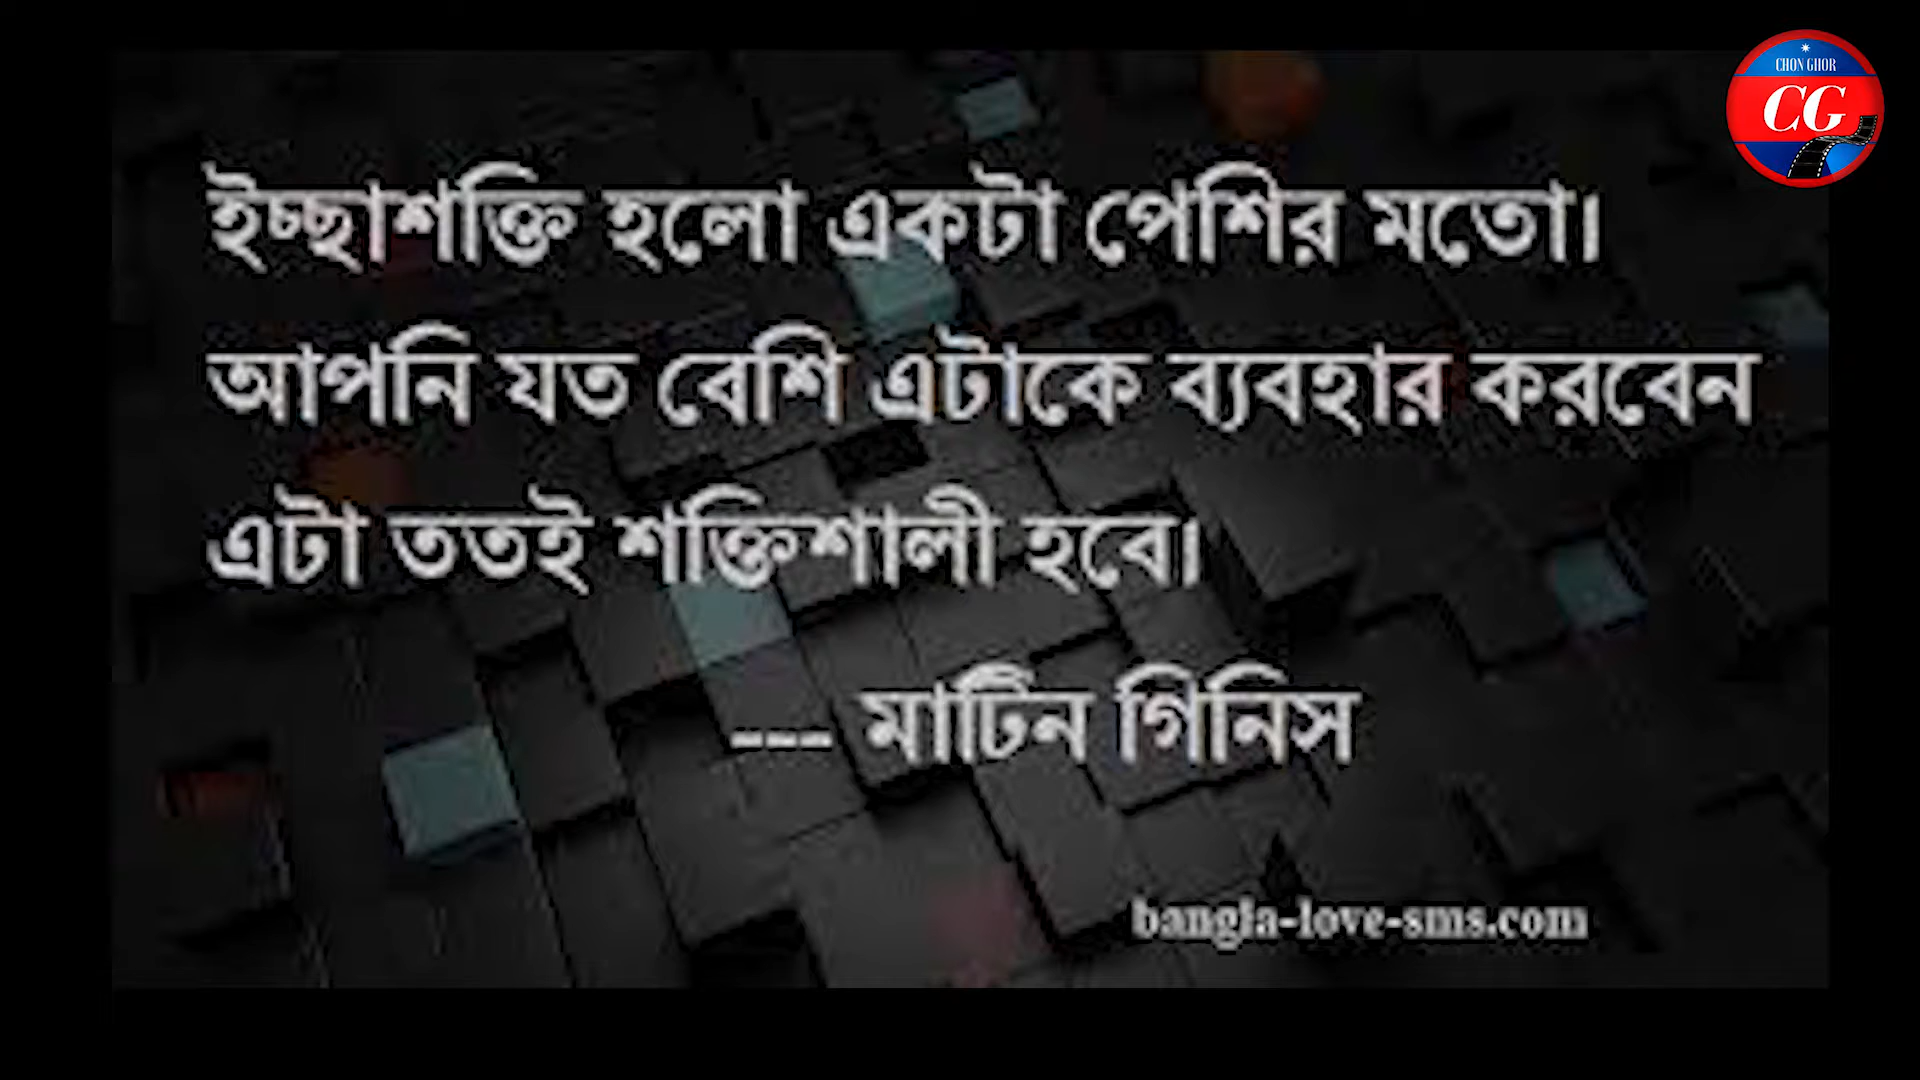 CHON GHOR
CG
ইচ্ছাশক্তি হলো একটা পেশির মতো।
আপনি যত বেশি এটাকে ব্যবহার করবেন
এটা ততই শক্তিশালী হবে।
--- মার্টিন গিনিস
bangla-love-sms.com